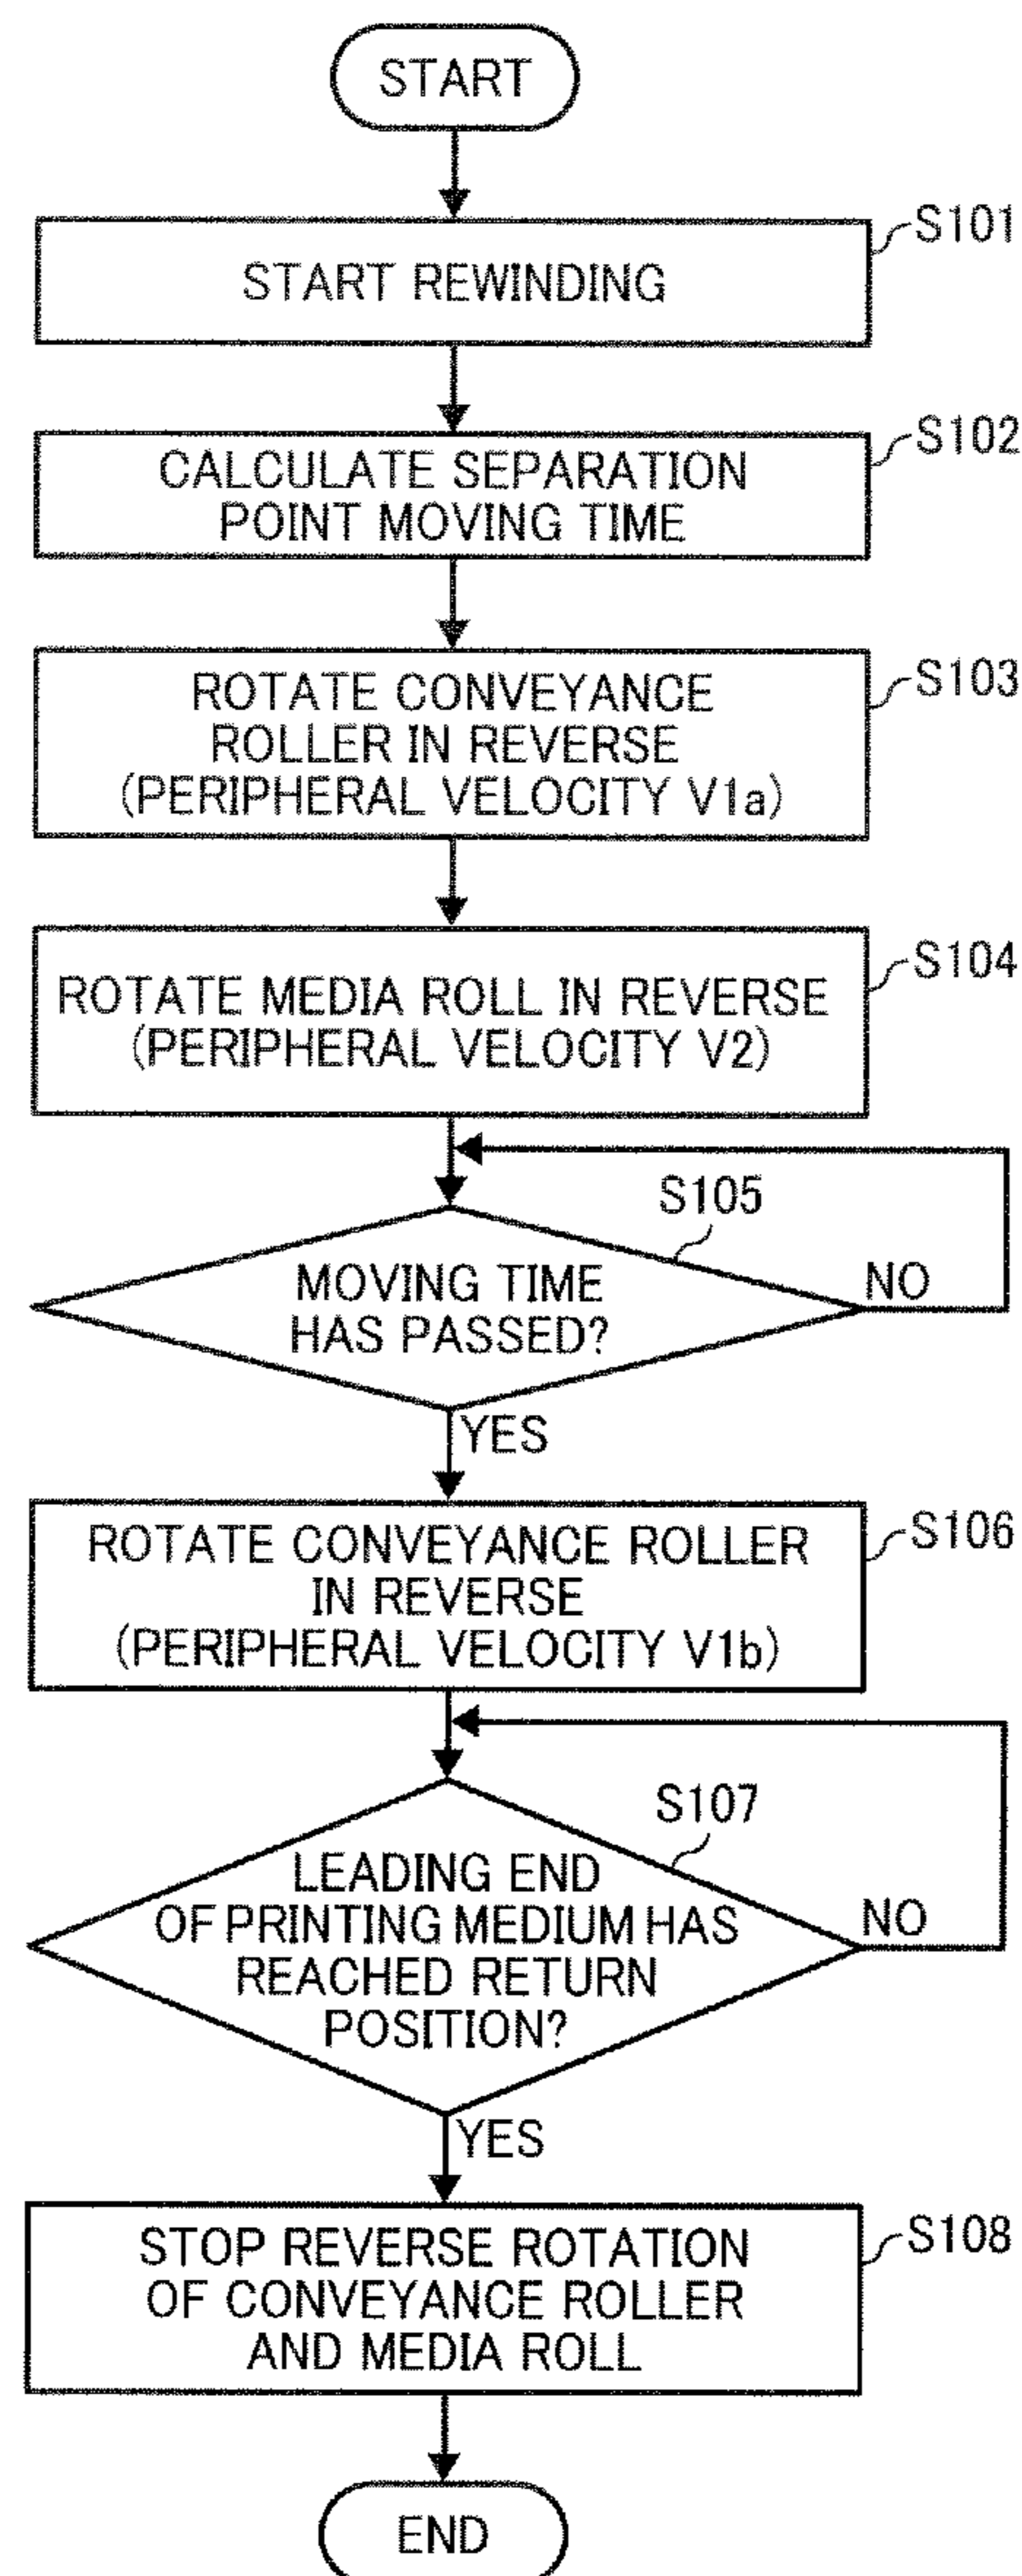 START
S101
START REWINDING
S102
CALCULATE SEPARATION
POINT MOVING TIME
S103
ROTATE CONVEYANCE
ROLLER IN REVERSE
(PERIPHERAL VELOCITY V1a)
S104
ROTATE MEDIA ROLL IN REVERSE
(PERIPHERAL VELOCITY V2)
S105
MOVING TIME
HAS PASSED?
NO
YES
S106
ROTATE CONVEYANCE ROLLER
IN REVERSE
(PERIPHERAL VELOCITY V1b)
S107
LEADING END
OF PRINTING MEDIUM HAS
REACHED RETURN
POSITION?
NO
YES
S108
STOP REVERSE ROTATION
OF CONVEYANCE ROLLER
AND MEDIA ROLL
END